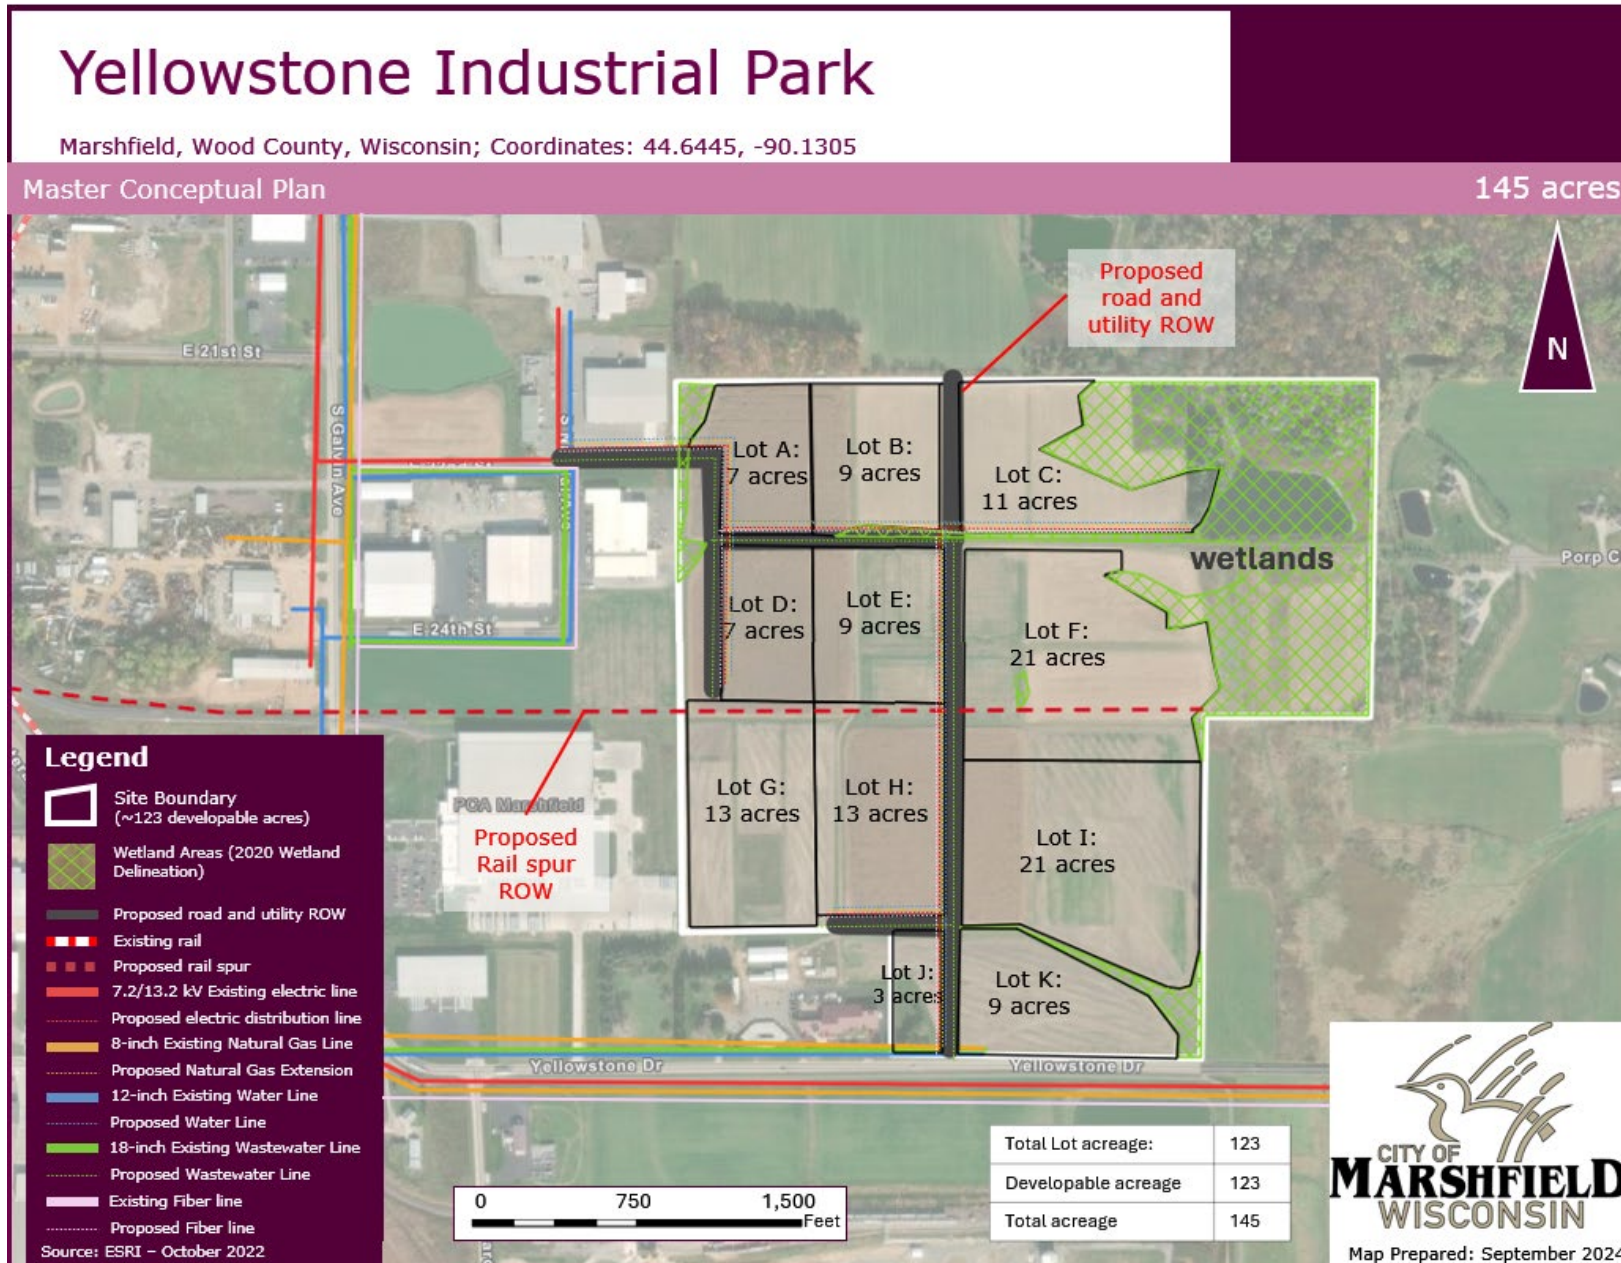 Yellowstone Industrial Park
Marshfield, Wood County, Wisconsin; Coordinates: 44.6445, -90.1305
Master Conceptual Plan
145 acres
Proposed
road and
utility ROW
N
E 21st St
S Galvin Ave
E 24th St
Lot A:
7 acres
Lot B:
9 acres
Lot C:
11 acres
wetlands
Lot D:
7 acres
Lot E:
9 acres
Lot F:
21 acres
Lot G:
13 acres
Lot H:
13 acres
Lot I:
21 acres
Lot J:
3 acres
Lot K:
9 acres
Porp C
PCA Marshfield
Proposed
Rail spur
ROW
Yellowstone Dr
Yellowstone Dr
Legend
Site Boundary
(~123 developable acres)
Wetland Areas (2020 Wetland
Delineation)
Proposed road and utility ROW
Existing rail
Proposed rail spur
7.2/13.2 kV Existing electric line
Proposed electric distribution line
8-inch Existing Natural Gas Line
Proposed Natural Gas Extension
12-inch Existing Water Line
Proposed Water Line
18-inch Existing Wastewater Line
Proposed Wastewater Line
Existing Fiber line
Proposed Fiber line
Source: ESRI – October 2022
0 750 1,500
Feet
Total Lot acreage: 123
Developable acreage 123
Total acreage 145
CITY OF
MARSHFIELD
WISCONSIN
Map Prepared: September 2024